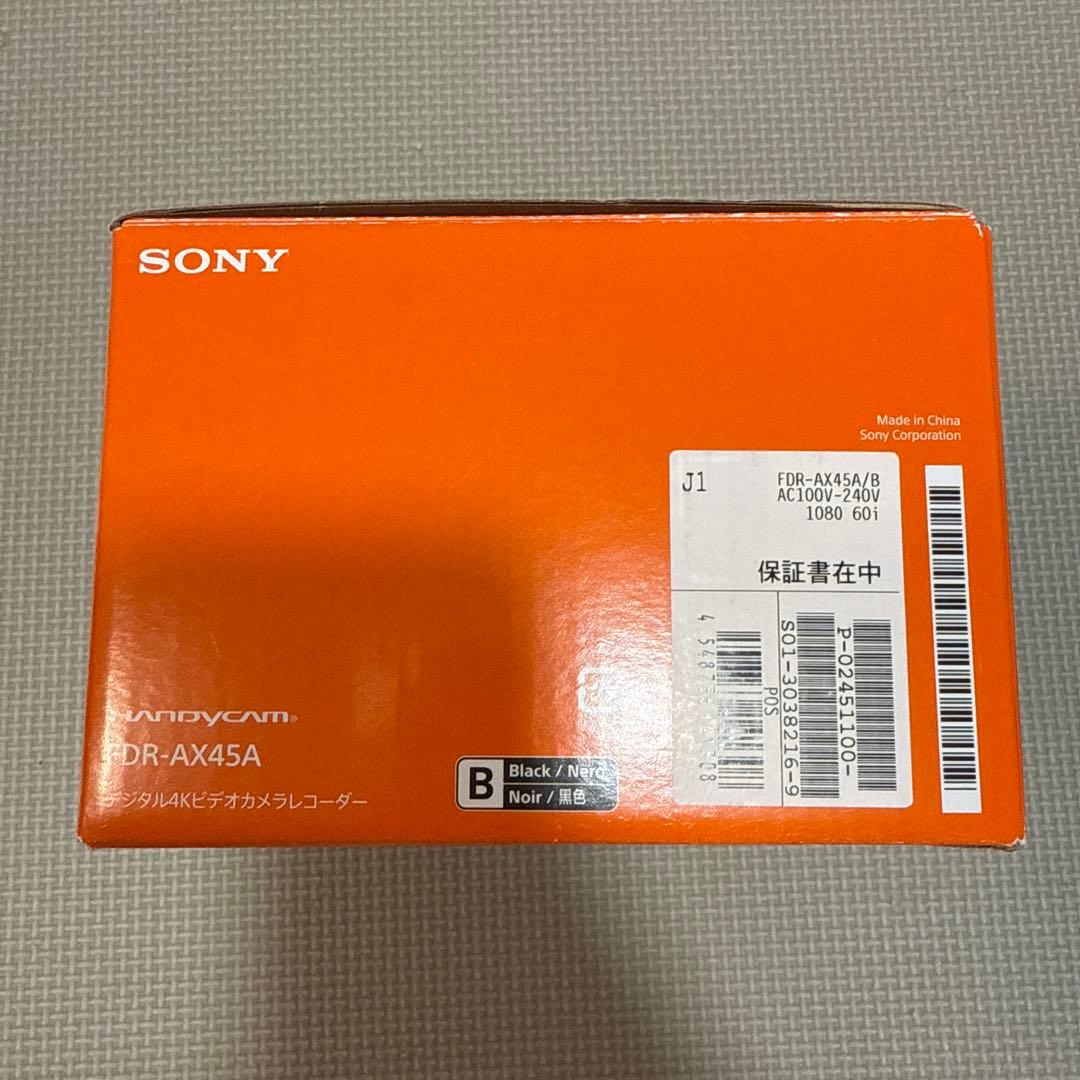 SONY
Made in China
Sony Corporation
J1
FDR-AX45A/B
AC100V-240V
1080 60i
保証書在中
POS
S01-3038216-9
P-02451100-
HANDYCAM®
FDR-AX45A
デジタル4Kビデオカメラレコーダー
B
Black / Nero
Noir / 黒色